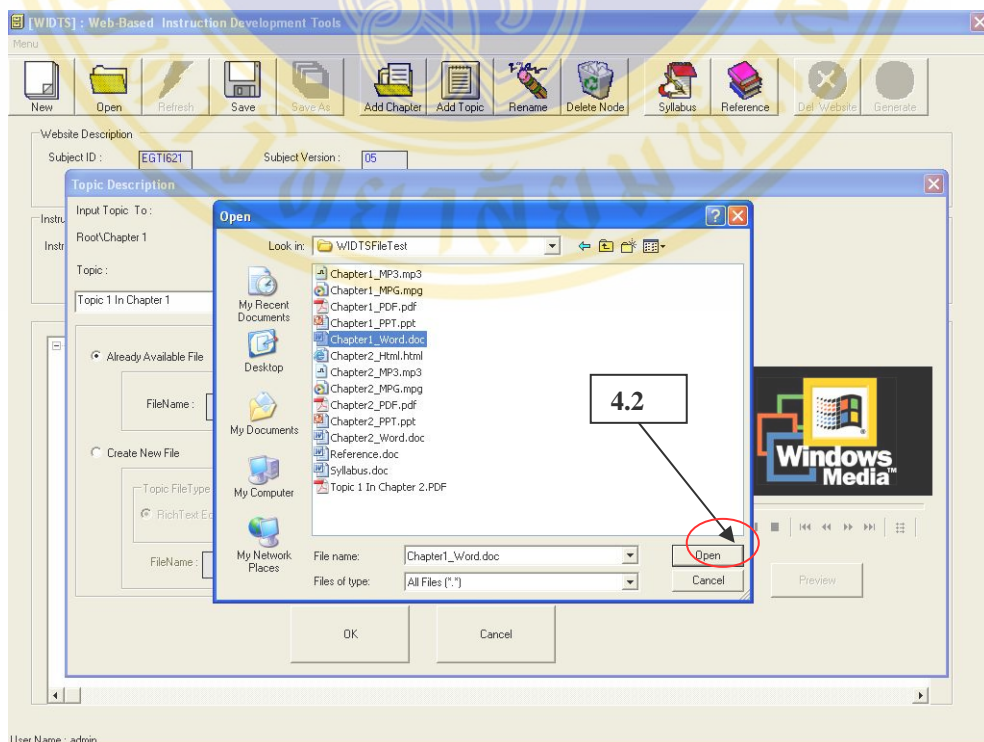 [WIDTS] : Web-Based Instruction Development Tools
Menu
New Open Refresh Save Save As Add Chapter Add Topic Rename Delete Node Syllabus Reference Del Website Generate
Website Description
Subject ID : EGTI621 Subject Version : 05
Topic Description
Input Topic To :
Instru
Root\Chapter 1
Instr
Topic :
Topic 1 In Chapter 1
Already Available File
FileName :
Create New File
Topic FileType
RichText Ed
FileName :
Open
Look in: WIDTSFileTest
My Recent Documents
Desktop
My Documents
My Computer
My Network Places
Chapter1_MP3.mp3
Chapter1_MPG.mpg
Chapter1_PDF.pdf
Chapter1_PPT.ppt
Chapter1_Word.doc
Chapter2_Html.html
Chapter2_MP3.mp3
Chapter2_MPG.mpg
Chapter2_PDF.pdf
Chapter2_PPT.ppt
Chapter2_Word.doc
Reference.doc
Syllabus.doc
Topic 1 In Chapter 2.PDF
File name: Chapter1_Word.doc Open
Files of type: All Files (*.*) Cancel
4.2
Windows
Media™
Preview
OK Cancel
User Name : admin